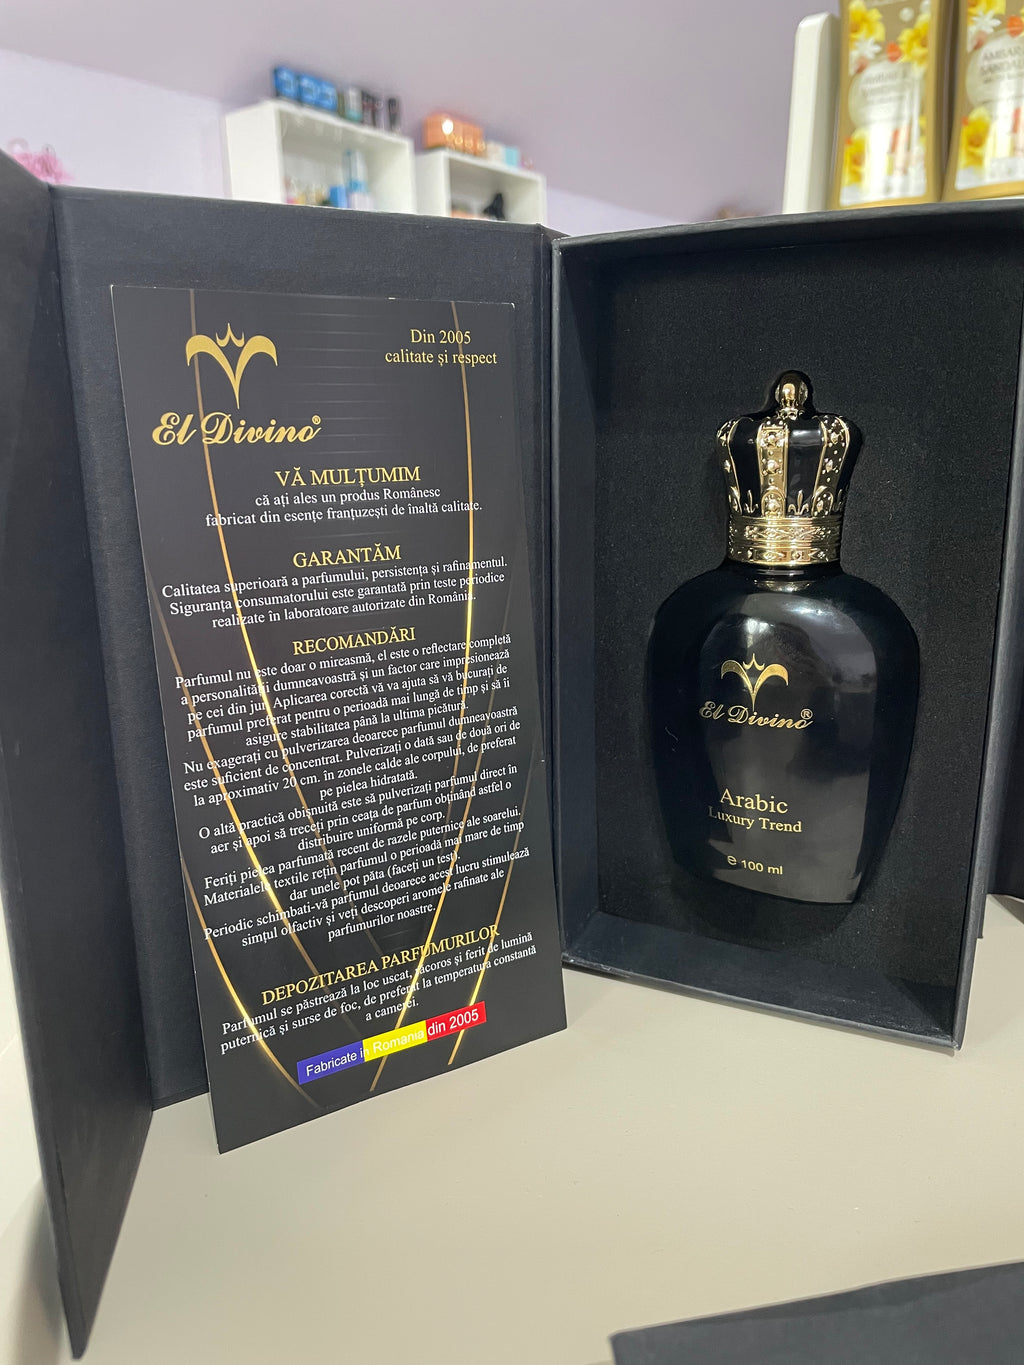 Din 2005
calitate și respect
El Divino®
VĂ MULȚUMIM
că ați ales un produs Românesc
fabricat din esențe franțuzești de înaltă calitate.
GARANTĂM
Calitatea superioară a parfumului, persistența și rafinamentul.
Siguranța consumatorului este garantată prin teste periodice
realizate în laboratoare autorizate din România.
RECOMANDĂRI
Parfumul nu este doar o mireasmă, el este o reflectare completă
a personalității dumneavoastră și un factor care impresionează
pe cei din jur. Aplicarea corectă vă va ajuta să vă bucurați de
parfumul preferat pentru o perioadă mai lungă de timp și să îi
asigure stabilitatea până la ultima picătură.
Nu exagerați cu pulverizarea deoarece parfumul dumneavoastră
este suficient de concentrat. Pulverizați o dată sau de două ori de
la aproximativ 20 cm. în zonele calde ale corpului, de preferat
pe pielea hidratată.
O altă practică obișnuită este să pulverizați parfumul direct în
aer și apoi să treceți prin ceața de parfum obținând astfel o
distribuire uniformă pe corp.
Feriți pielea parfumată recent de razele puternice ale soarelui.
Materialele textile rețin parfumul o perioadă mai mare de timp
dar unele pot păta (faceți un test).
Periodic schimbati-vă parfumul deoarece acest lucru stimulează
simțul olfactiv și veți descoperi aromele rafinate ale
parfumurilor noastre.
DEPOZITAREA PARFUMURILOR
Parfumul se păstrează la loc uscat, răcoros și ferit de lumină
puternică și surse de foc, de preferat la temperatura constantă
a camerei.
Fabricate in Romania din 2005
El Divino®
Arabic
Luxury Trend
e 100 ml